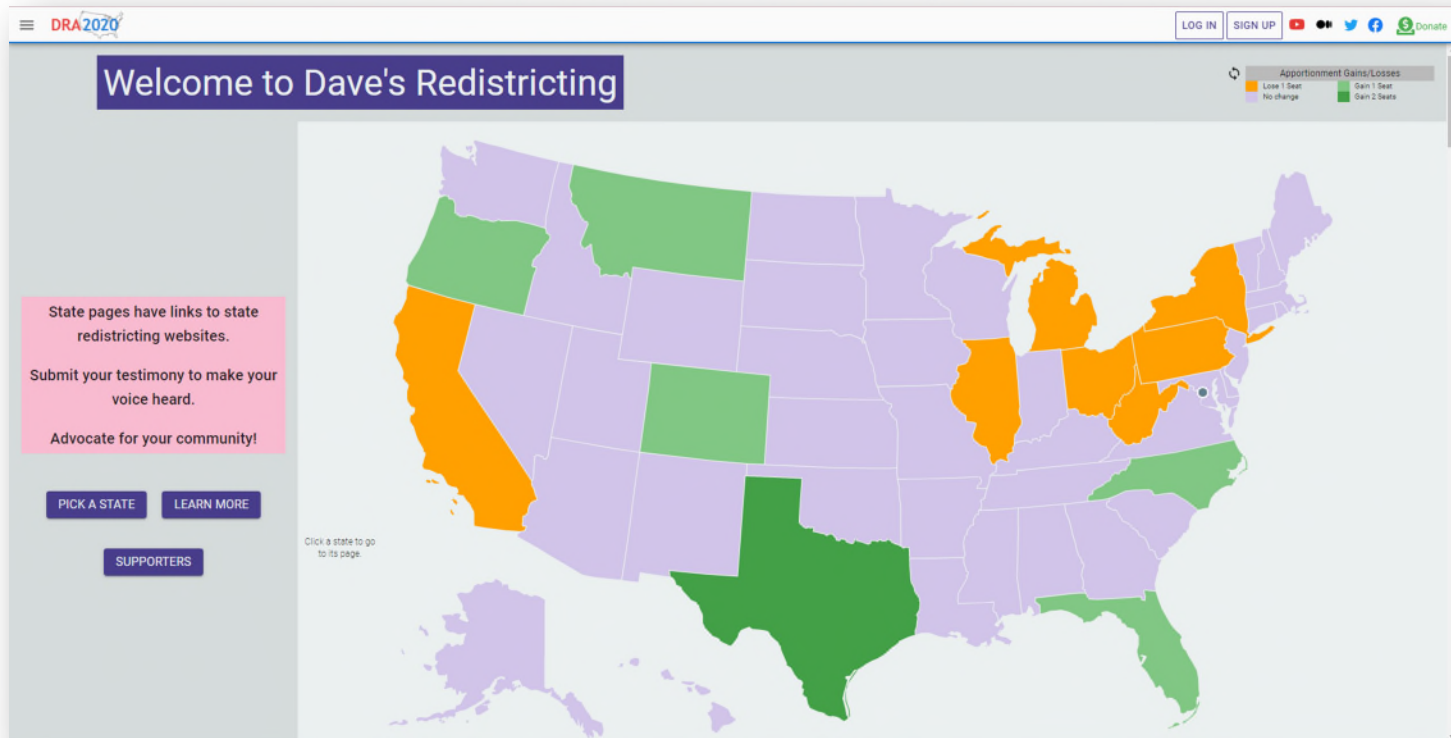 DRA2020
LOG IN
SIGN UP
Donate
Welcome to Dave's Redistricting
Apportionment Gains/Losses
Lose 1 Seat
Gain 1 Seat
No change
Gain 2 Seats
State pages have links to state
redistricting websites.
Submit your testimony to make your
voice heard.
Advocate for your community!
PICK A STATE
LEARN MORE
SUPPORTERS
Click a state to go
to its page.